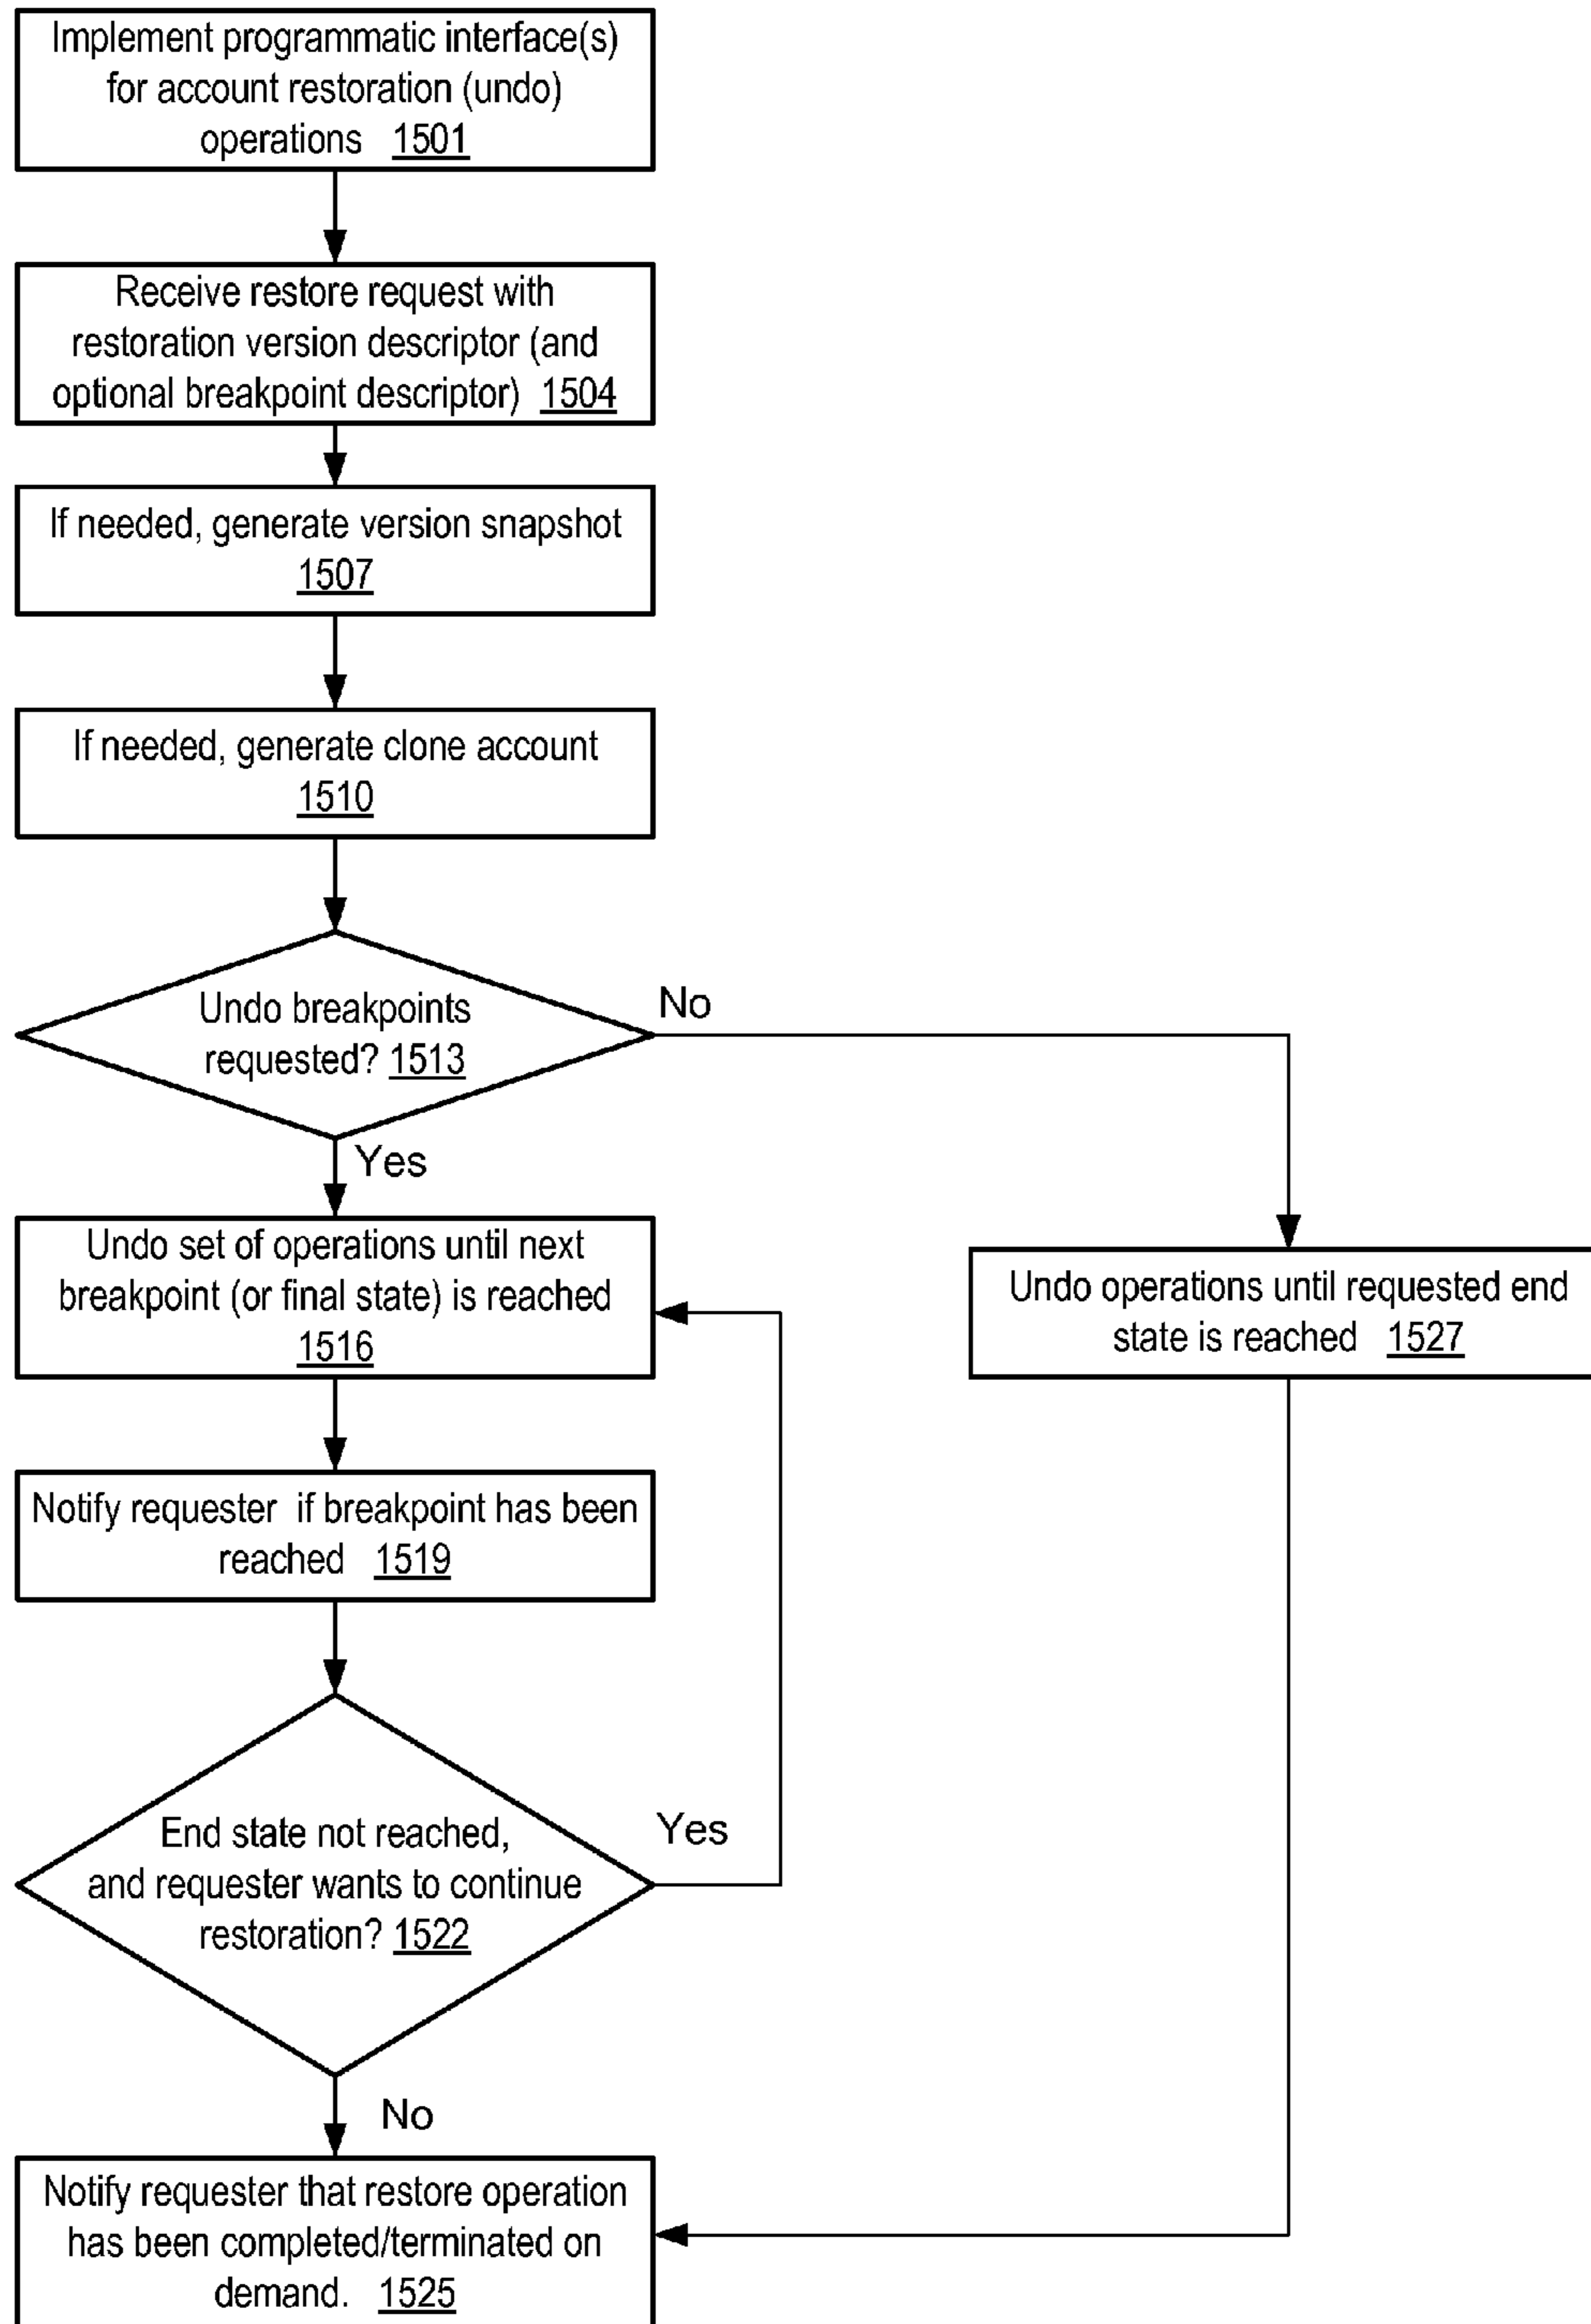 Implement programmatic interface(s)
for account restoration (undo)
operations 1501
Receive restore request with
restoration version descriptor (and
optional breakpoint descriptor) 1504
If needed, generate version snapshot
1507
If needed, generate clone account
1510
Undo breakpoints
requested? 1513
No
Yes
Undo set of operations until next
breakpoint (or final state) is reached
1516
Undo operations until requested end
state is reached 1527
Notify requester if breakpoint has been
reached 1519
End state not reached,
and requester wants to continue
restoration? 1522
Yes
No
Notify requester that restore operation
has been completed/terminated on
demand. 1525